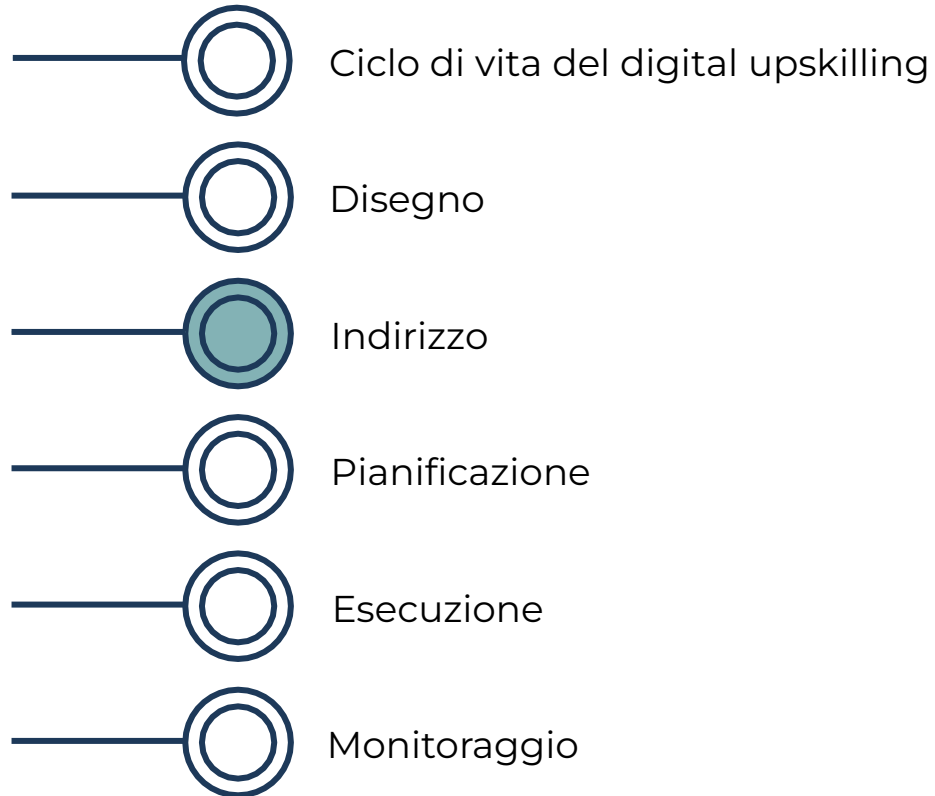 Ciclo di vita del digital upskilling
Disegno
Indirizzo
Pianificazione
Esecuzione
Monitoraggio